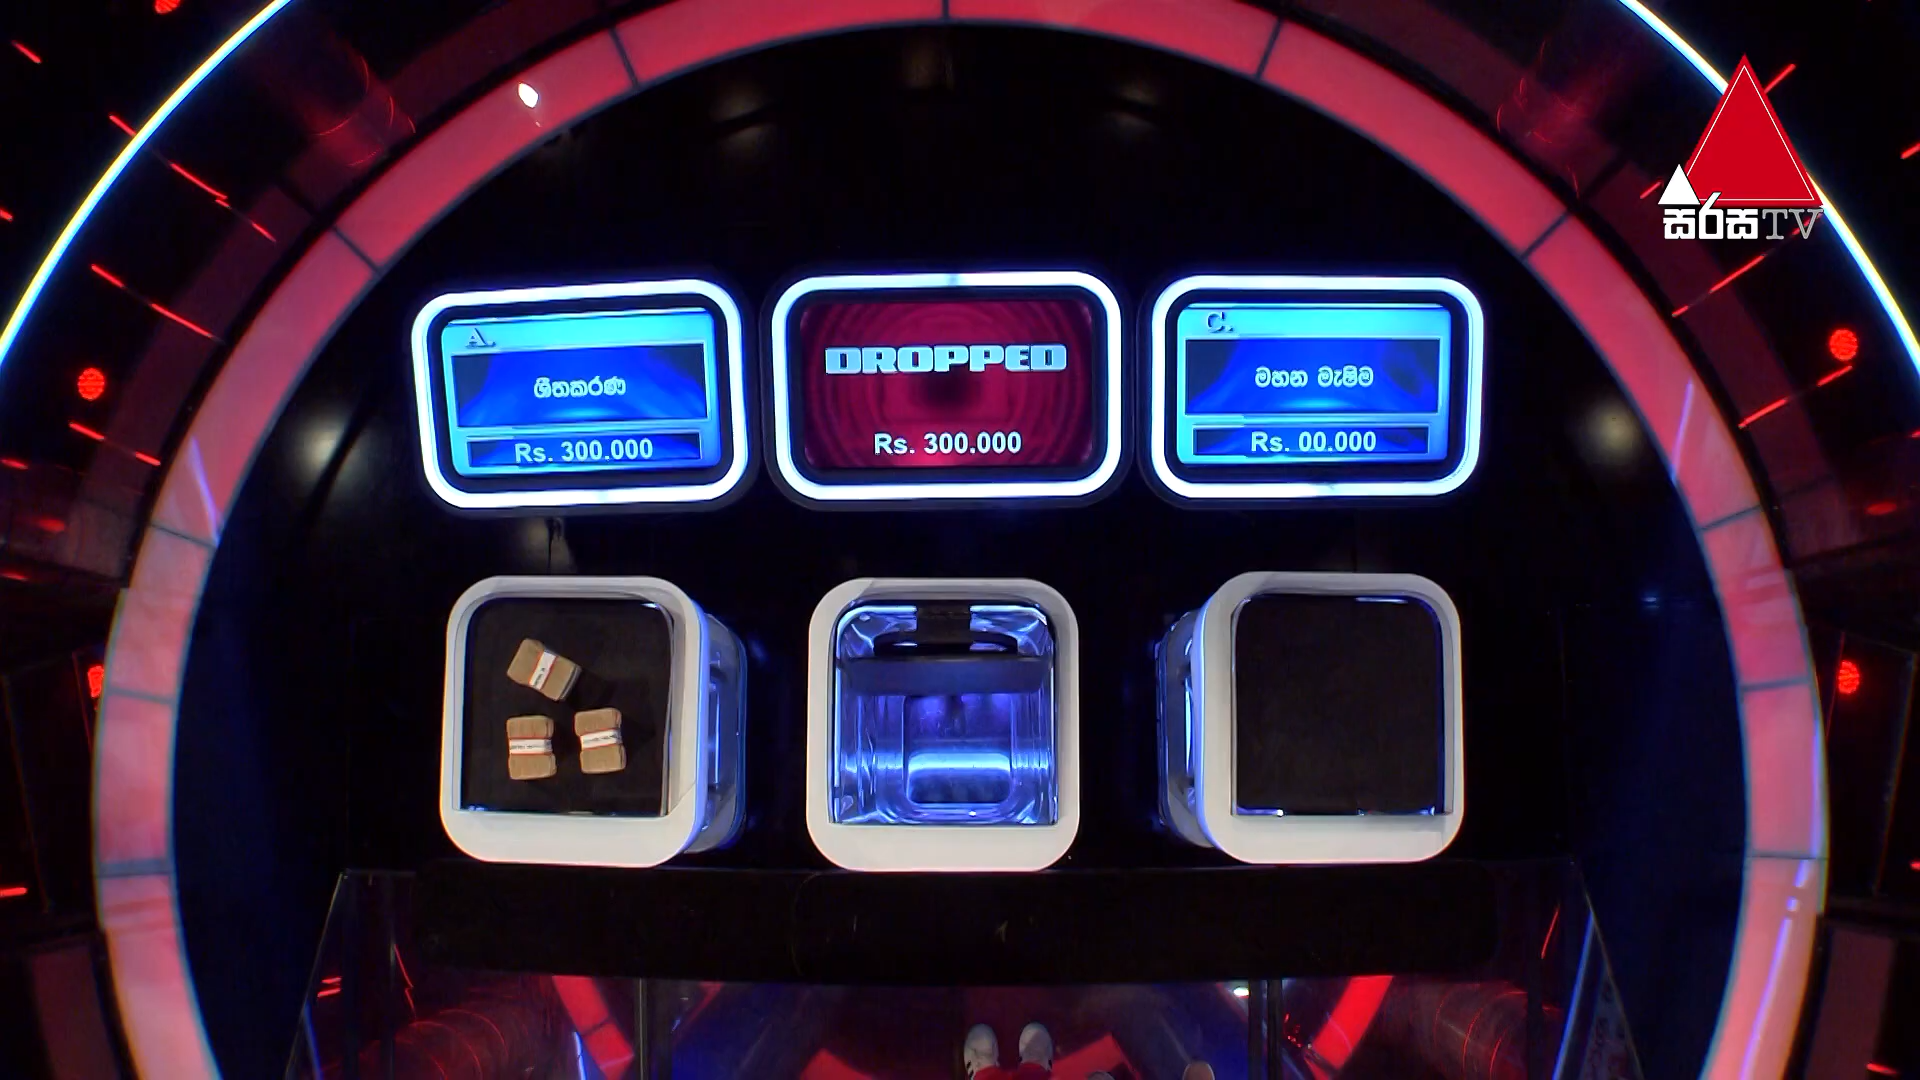 සිරස TV
A.
ශීතකරණ
Rs. 300.000
DROPPED
Rs. 300.000
C.
මහන මැෂිම
Rs. 00.000